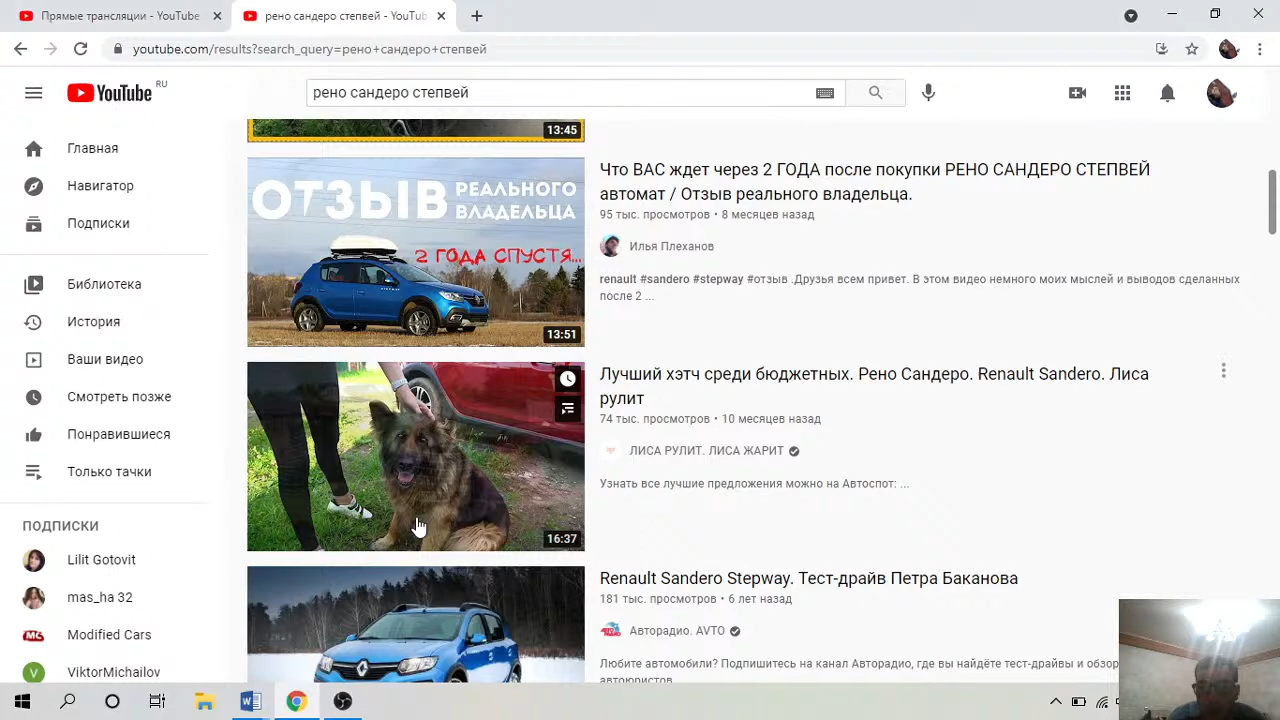 Прямые трансляции - YouTube
рено сандеро степвей - YouTu
youtube.com/results?search_query=рено+сандеро+степвей
YouTube RU
рено сандеро степвей
Главная
Навигатор
Подписки
Библиотека
История
Ваши видео
Смотреть позже
Понравившиеся
Только тачки
ПОДПИСКИ
Lilit Gotovit
mas_ha 32
MC Modified Cars
V ViktorMichailov
13:45
ОТЗЫВ РЕАЛЬНОГО ВЛАДЕЛЬЦА
2 ГОДА СПУСТЯ...
13:51
Что ВАС ждет через 2 ГОДА после покупки РЕНО САНДЕРО СТЕПВЕЙ
автомат / Отзыв реального владельца.
95 тыс. просмотров • 8 месяцев назад
Илья Плеханов
renault #sandero #stepway #отзыв .Друзья всем привет. В этом видео немного моих мыслей и выводов сделанных
после 2 ...
16:37
Лучший хэтч среди бюджетных. Рено Сандеро. Renault Sandero. Лиса
рулит
74 тыс. просмотров • 10 месяцев назад
ЛИСА РУЛИТ. ЛИСА ЖАРИТ
Узнать все лучшие предложения можно на Автоспот: ...
Renault Sandero Stepway. Тест-драйв Петра Баканова
181 тыс. просмотров • 6 лет назад
Авторадио. AVTO
Любите автомобили? Подпишитесь на канал Авторадио, где вы найдёте тест-драйвы и обзор
автоюристов